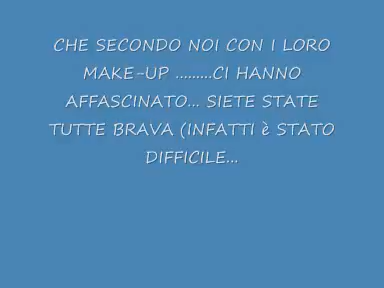 CHE SECONDO NOI CON I LORO
MAKE-UP .........CI HANNO
AFFASCINATO... SIETE STATE
TUTTE BRAVA (INFATTI è STATO
DIFFICILE...